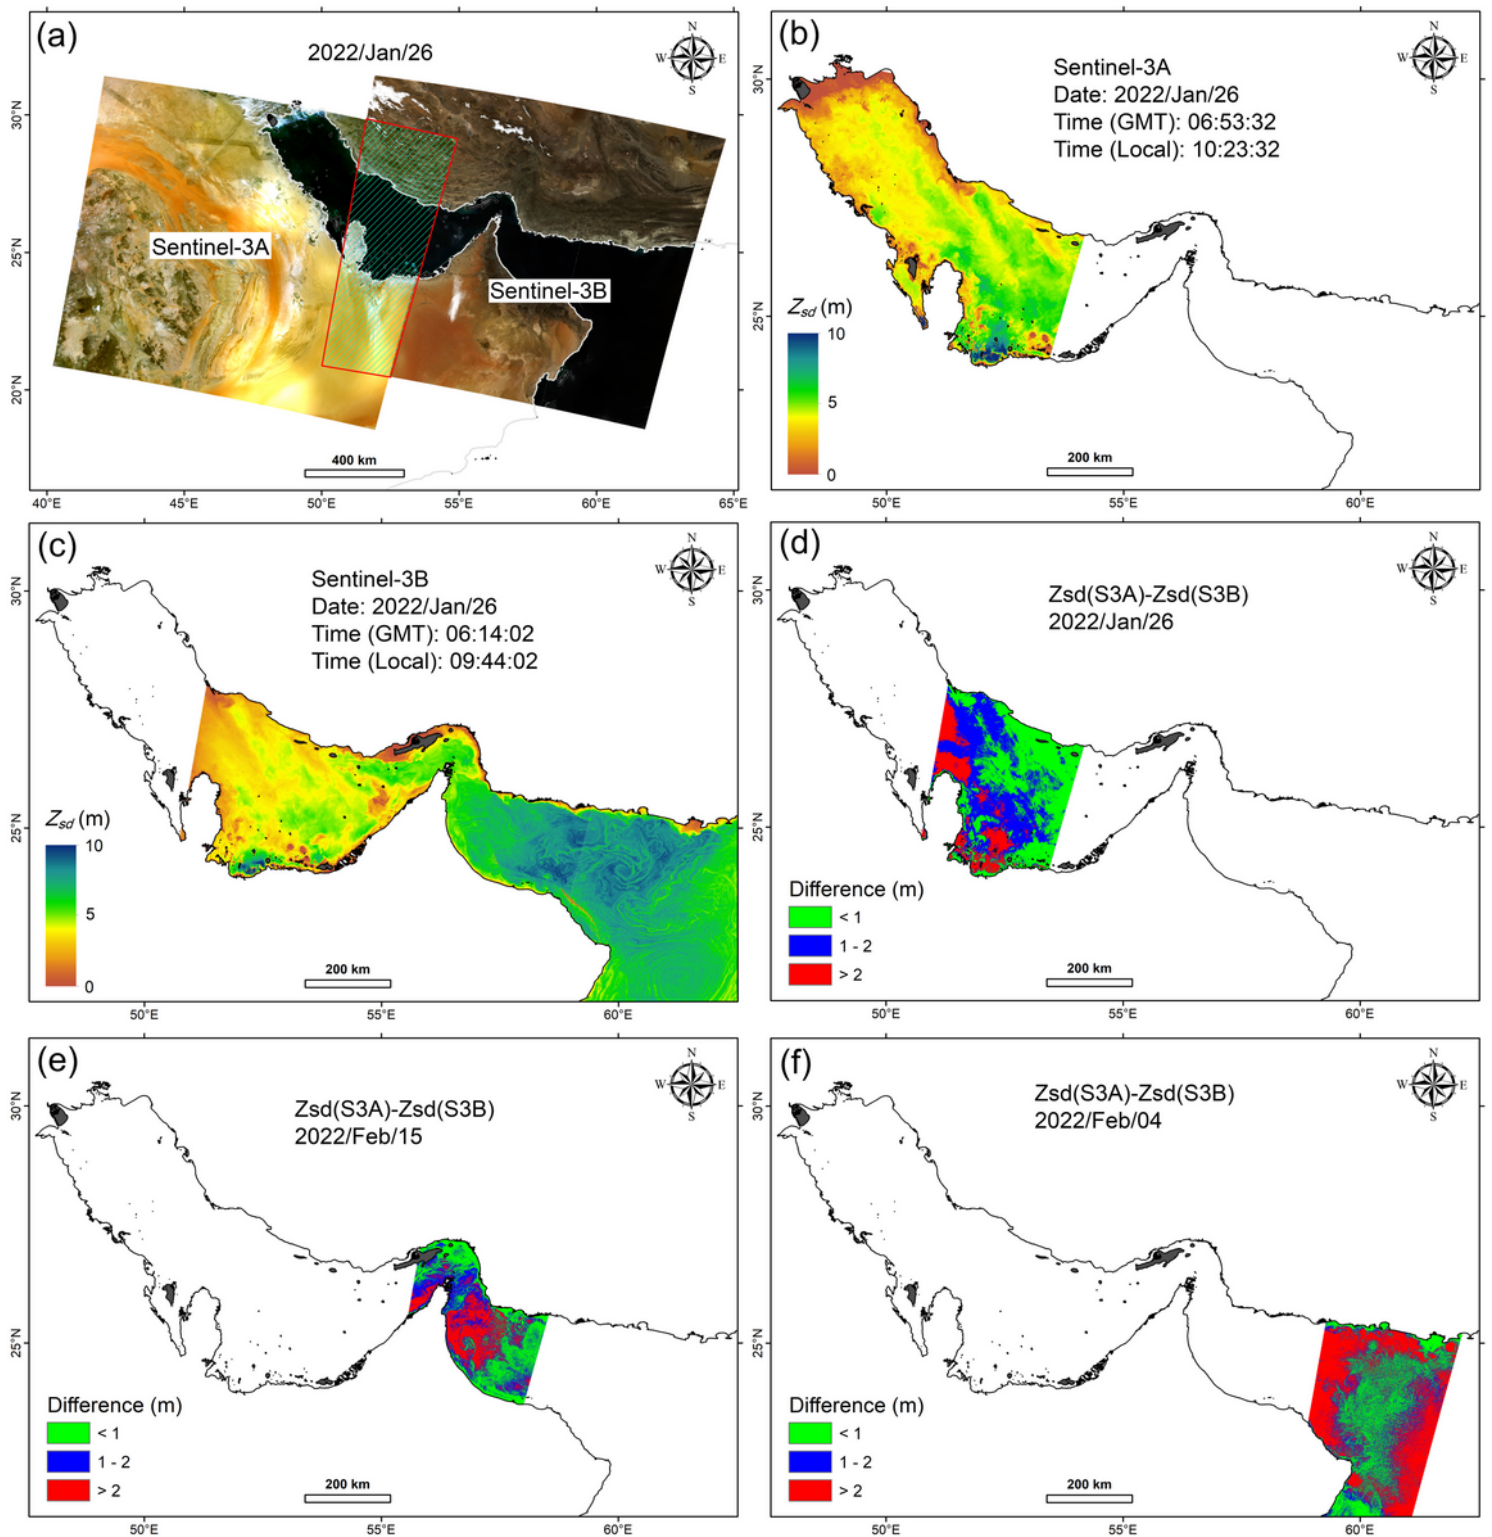 (a)
2022/Jan/26
N
W E
S
30°N
25°N
20°N
Sentinel-3A
Sentinel-3B
400 km
40°E 45°E 50°E 55°E 60°E 65°E
(b)
Sentinel-3A
Date: 2022/Jan/26
Time (GMT): 06:53:32
Time (Local): 10:23:32
N
W E
S
30°N
25°N
Zsd (m)
10
5
0
200 km
50°E 55°E 60°E
(c)
Sentinel-3B
Date: 2022/Jan/26
Time (GMT): 06:14:02
Time (Local): 09:44:02
N
W E
S
30°N
25°N
Zsd (m)
10
5
0
200 km
50°E 55°E 60°E
(d)
Zsd(S3A)-Zsd(S3B)
2022/Jan/26
N
W E
S
30°N
25°N
Difference (m)
< 1
1 - 2
> 2
200 km
50°E 55°E 60°E
(e)
Zsd(S3A)-Zsd(S3B)
2022/Feb/15
N
W E
S
30°N
25°N
Difference (m)
< 1
1 - 2
> 2
200 km
50°E 55°E 60°E
(f)
Zsd(S3A)-Zsd(S3B)
2022/Feb/04
N
W E
S
30°N
25°N
Difference (m)
< 1
1 - 2
> 2
200 km
50°E 55°E 60°E